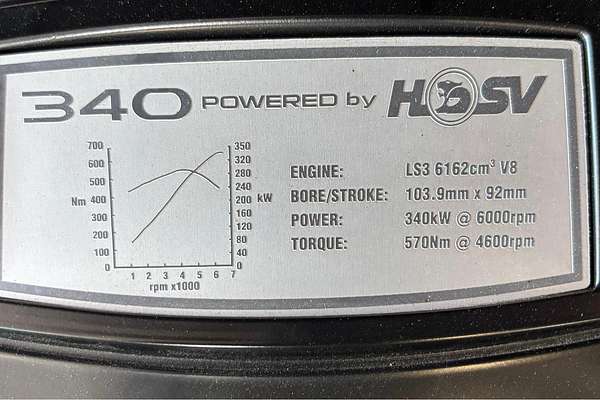 340 POWERED by HSV
700
600
500
Nm 400
300
200
100
0
350
320
280
240
200 kW
160
120
80
40
0
1 2 3 4 5 6 7
rpm x1000
ENGINE: LS3 6162cm³ V8
BORE/STROKE: 103.9mm x 92mm
POWER: 340kW @ 6000rpm
TORQUE: 570Nm @ 4600rpm